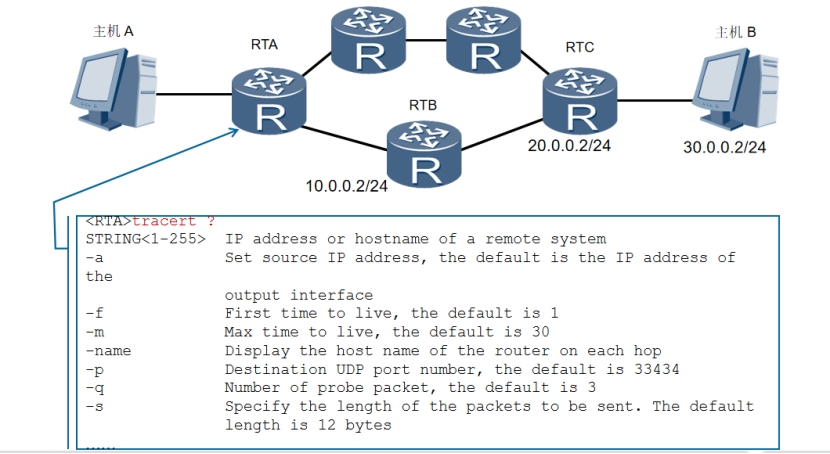 主机 A
主机 B
RTA
RTC
R
R
RTB
R
R
R
20.0.0.2/24
30.0.0.2/24
10.0.0.2/24
<RTA>tracert ?
STRING<1-255> IP address or hostname of a remote system
-a Set source IP address, the default is the IP address of
the
output interface
-f First time to live, the default is 1
-m Max time to live, the default is 30
-name Display the host name of the router on each hop
-p Destination UDP port number, the default is 33434
-q Number of probe packet, the default is 3
-s Specify the length of the packets to be sent. The default
length is 12 bytes
......